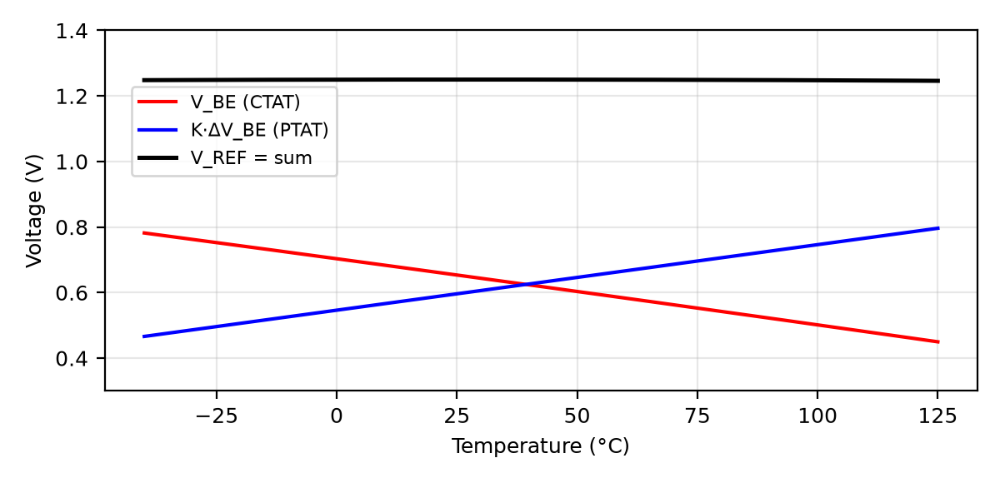 1.4
1.2
1.0
0.8
0.6
0.4
Voltage (V)
V_BE (CTAT)
K·ΔV_BE (PTAT)
V_REF = sum
−25 0 25 50 75 100 125
Temperature (°C)